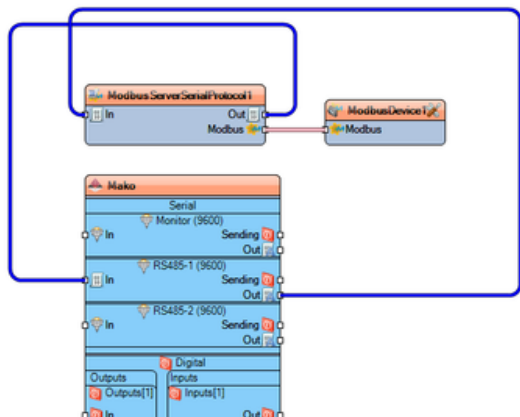 ModbusServerSerialProtocol1
In
Out
Modbus
ModbusDevice1
Modbus
Mako
Serial
Monitor (9600)
In
Sending
Out
RS485-1 (9600)
In
Sending
Out
RS485-2 (9600)
In
Sending
Out
Digital
Outputs
Inputs
Outputs[1]
Inputs[1]
In
Out